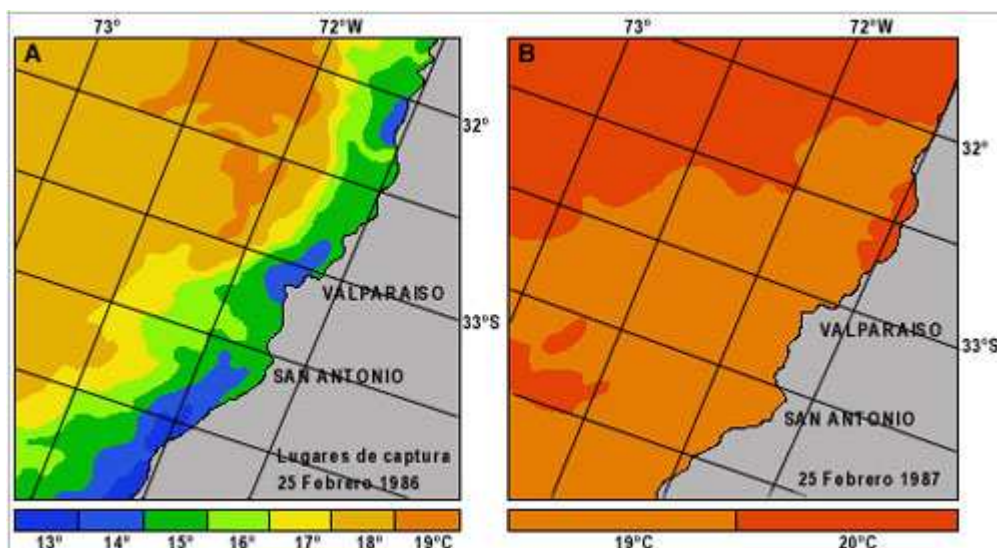 73° 72°W
A
32°
VALPARAISO
33°S
SAN ANTONIO
Lugares de captura
25 Febrero 1986
13° 14° 15° 16° 17° 18° 19°C
73° 72°W
B
32°
VALPARAISO
33°S
SAN ANTONIO
25 Febrero 1987
19°C 20°C